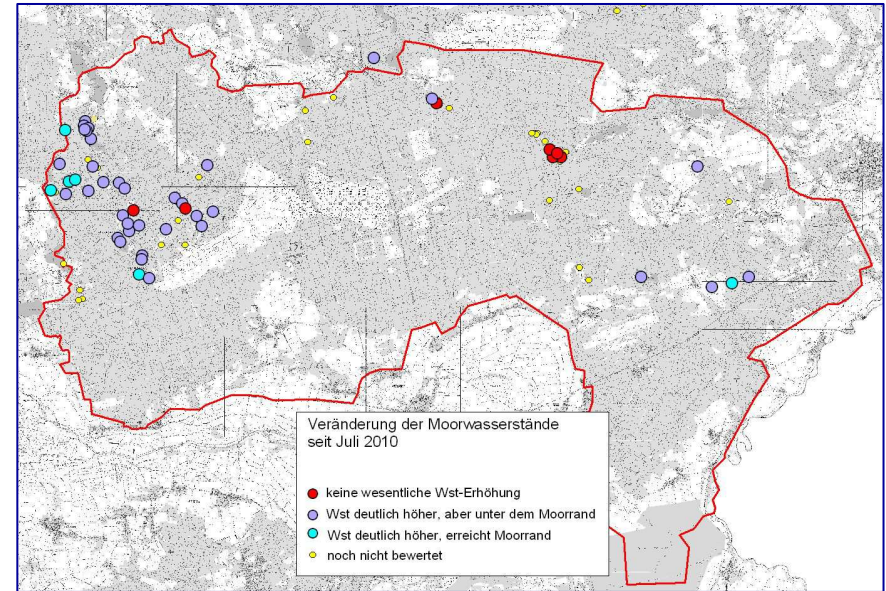 Veränderung der Moorwasserstände
seit Juli 2010
keine wesentliche Wst-Erhöhung
Wst deutlich höher, aber unter dem Moorrand
Wst deutlich höher, erreicht Moorrand
noch nicht bewertet